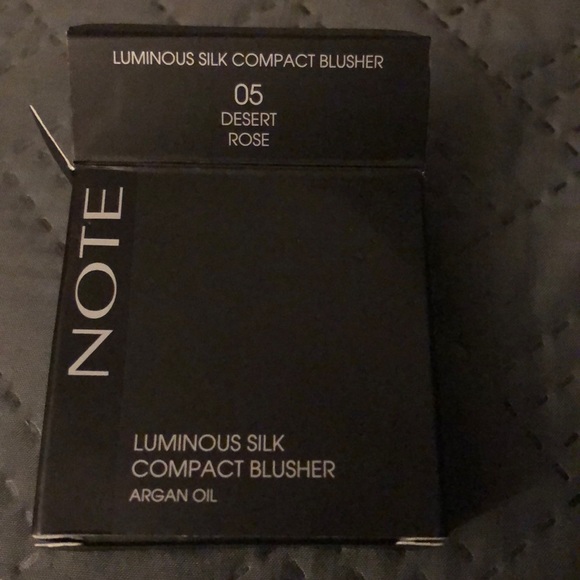 LUMINOUS SILK COMPACT BLUSHER
05
DESERT
ROSE
NOTE
LUMINOUS SILK
COMPACT BLUSHER
ARGAN OIL